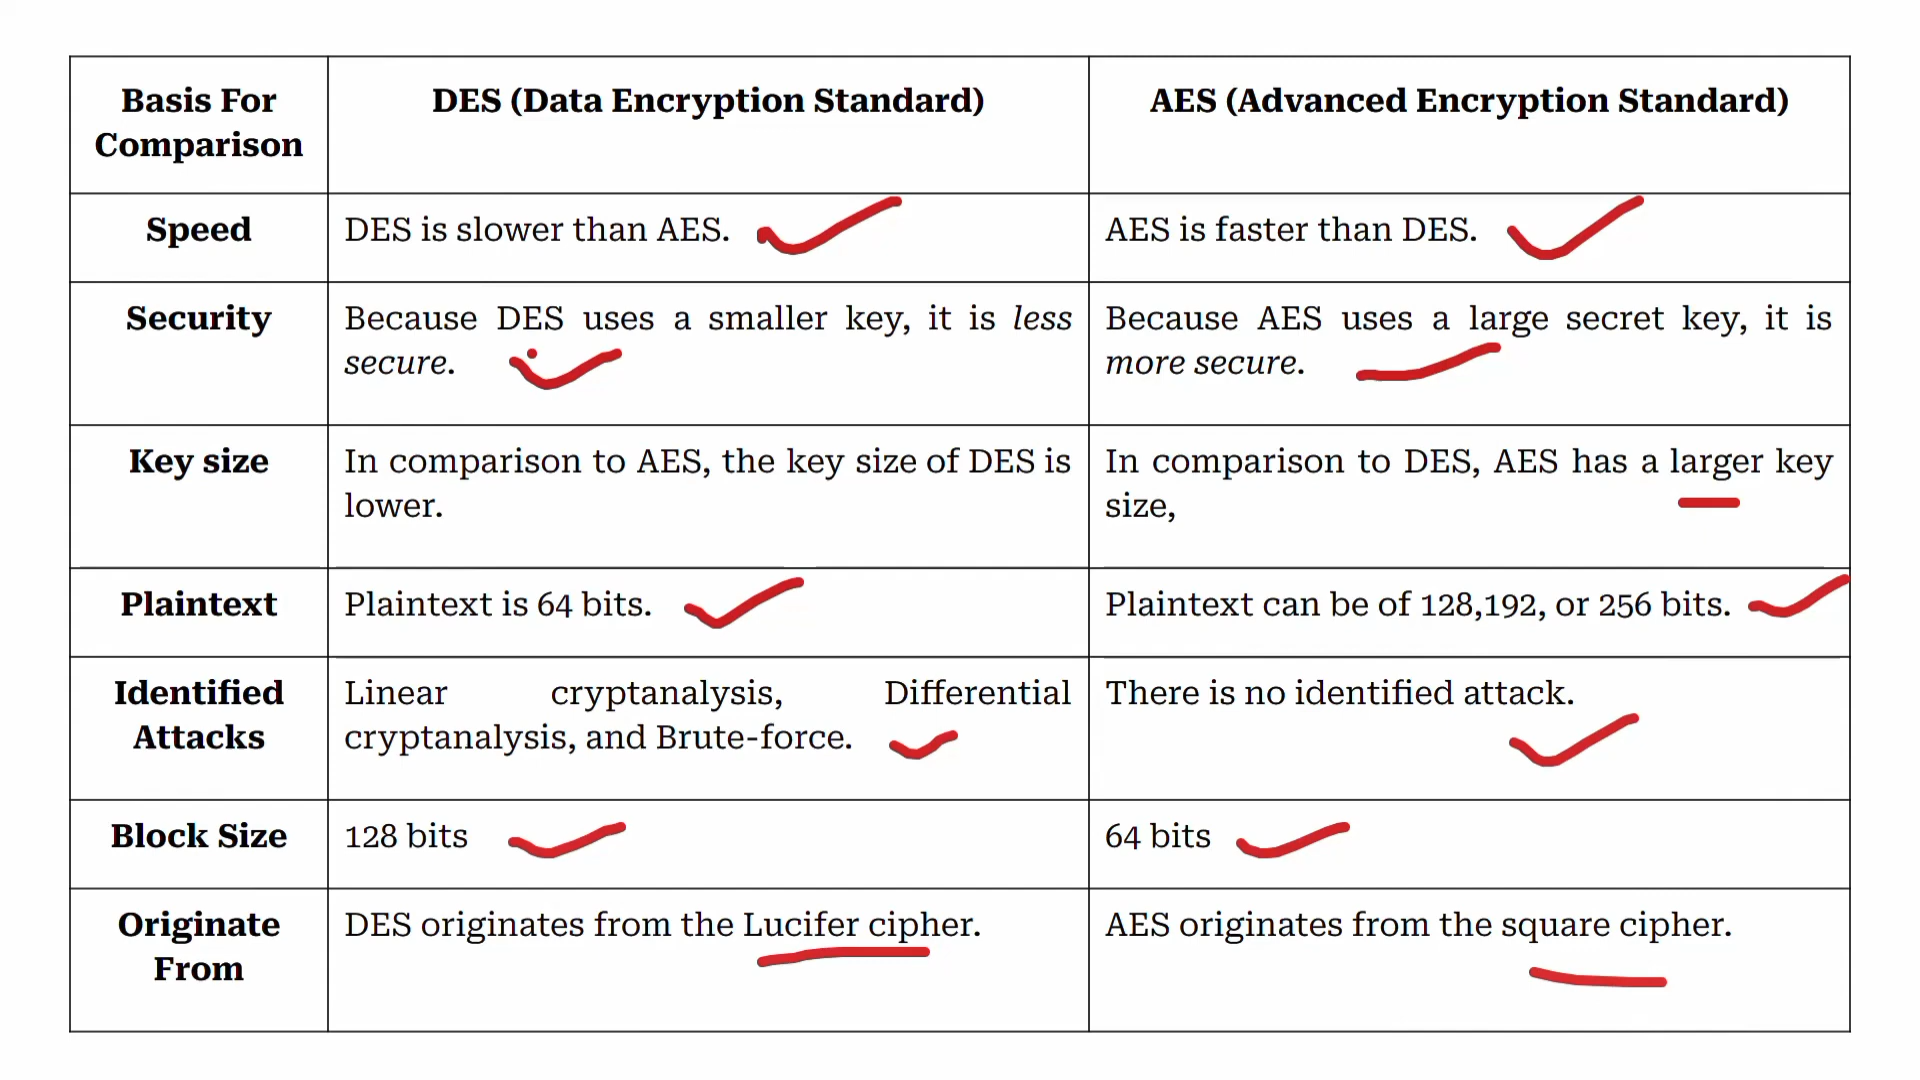 Basis For
Comparison
DES (Data Encryption Standard)
AES (Advanced Encryption Standard)
Speed
DES is slower than AES.
AES is faster than DES.
Security
Because DES uses a smaller key, it is less
secure.
Because AES uses a large secret key, it is
more secure.
Key size
In comparison to AES, the key size of DES is
lower.
In comparison to DES, AES has a larger key
size,
Plaintext
Plaintext is 64 bits.
Plaintext can be of 128,192, or 256 bits.
Identified
Attacks
Linear cryptanalysis, Differential
cryptanalysis, and Brute-force.
There is no identified attack.
Block Size
128 bits
64 bits
Originate
From
DES originates from the Lucifer cipher.
AES originates from the square cipher.